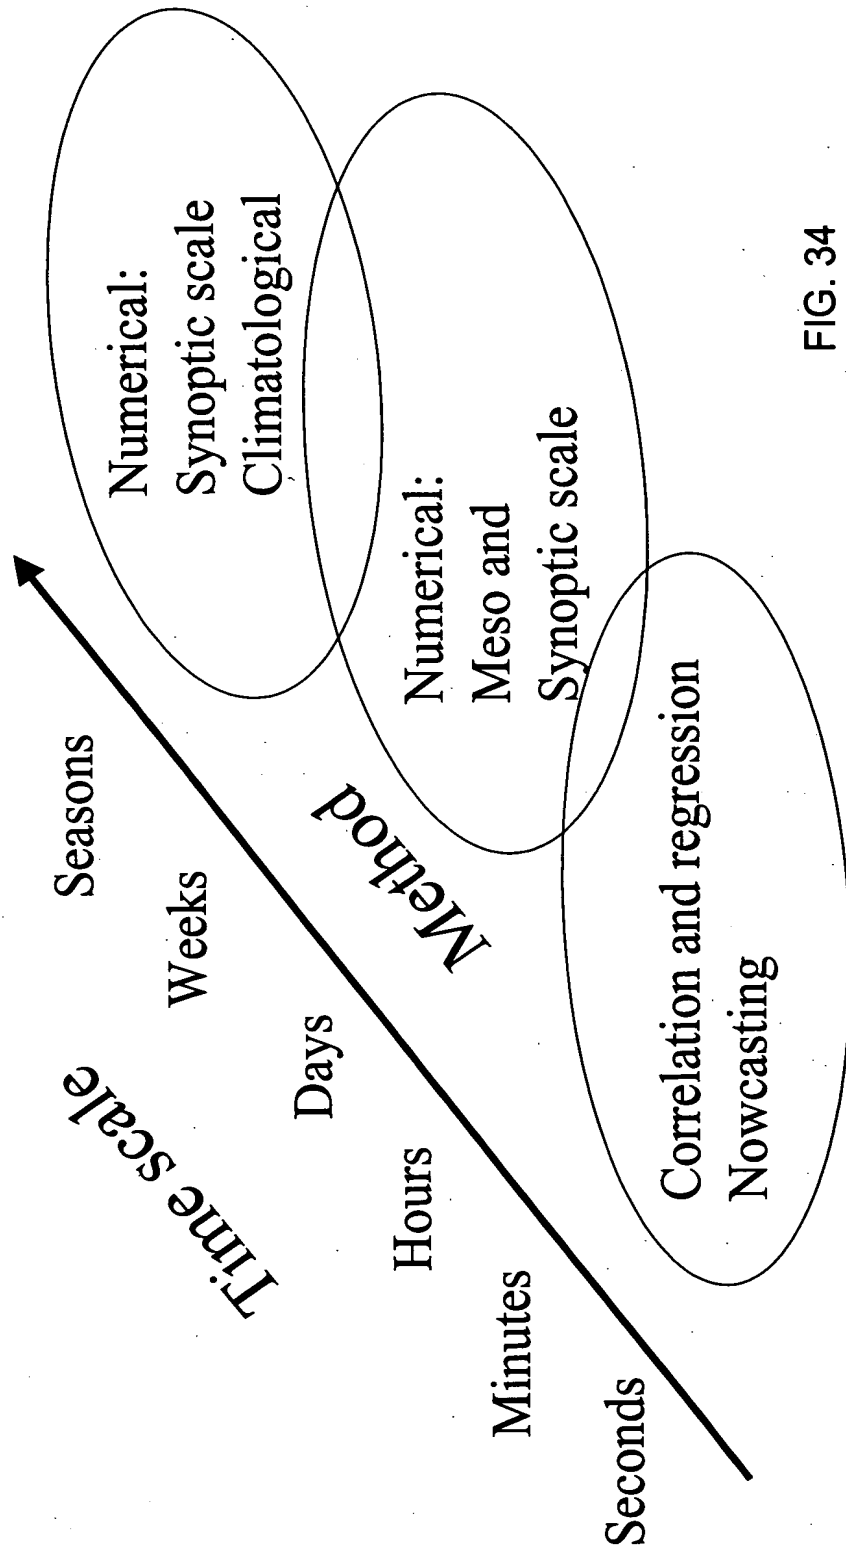 Time scale
Seconds
Minutes
Hours
Days
Weeks
Seasons
Method
Correlation and regression
Nowcasting
Numerical:
Meso and
Synoptic scale
Numerical:
Synoptic scale
Climatological
FIG. 34